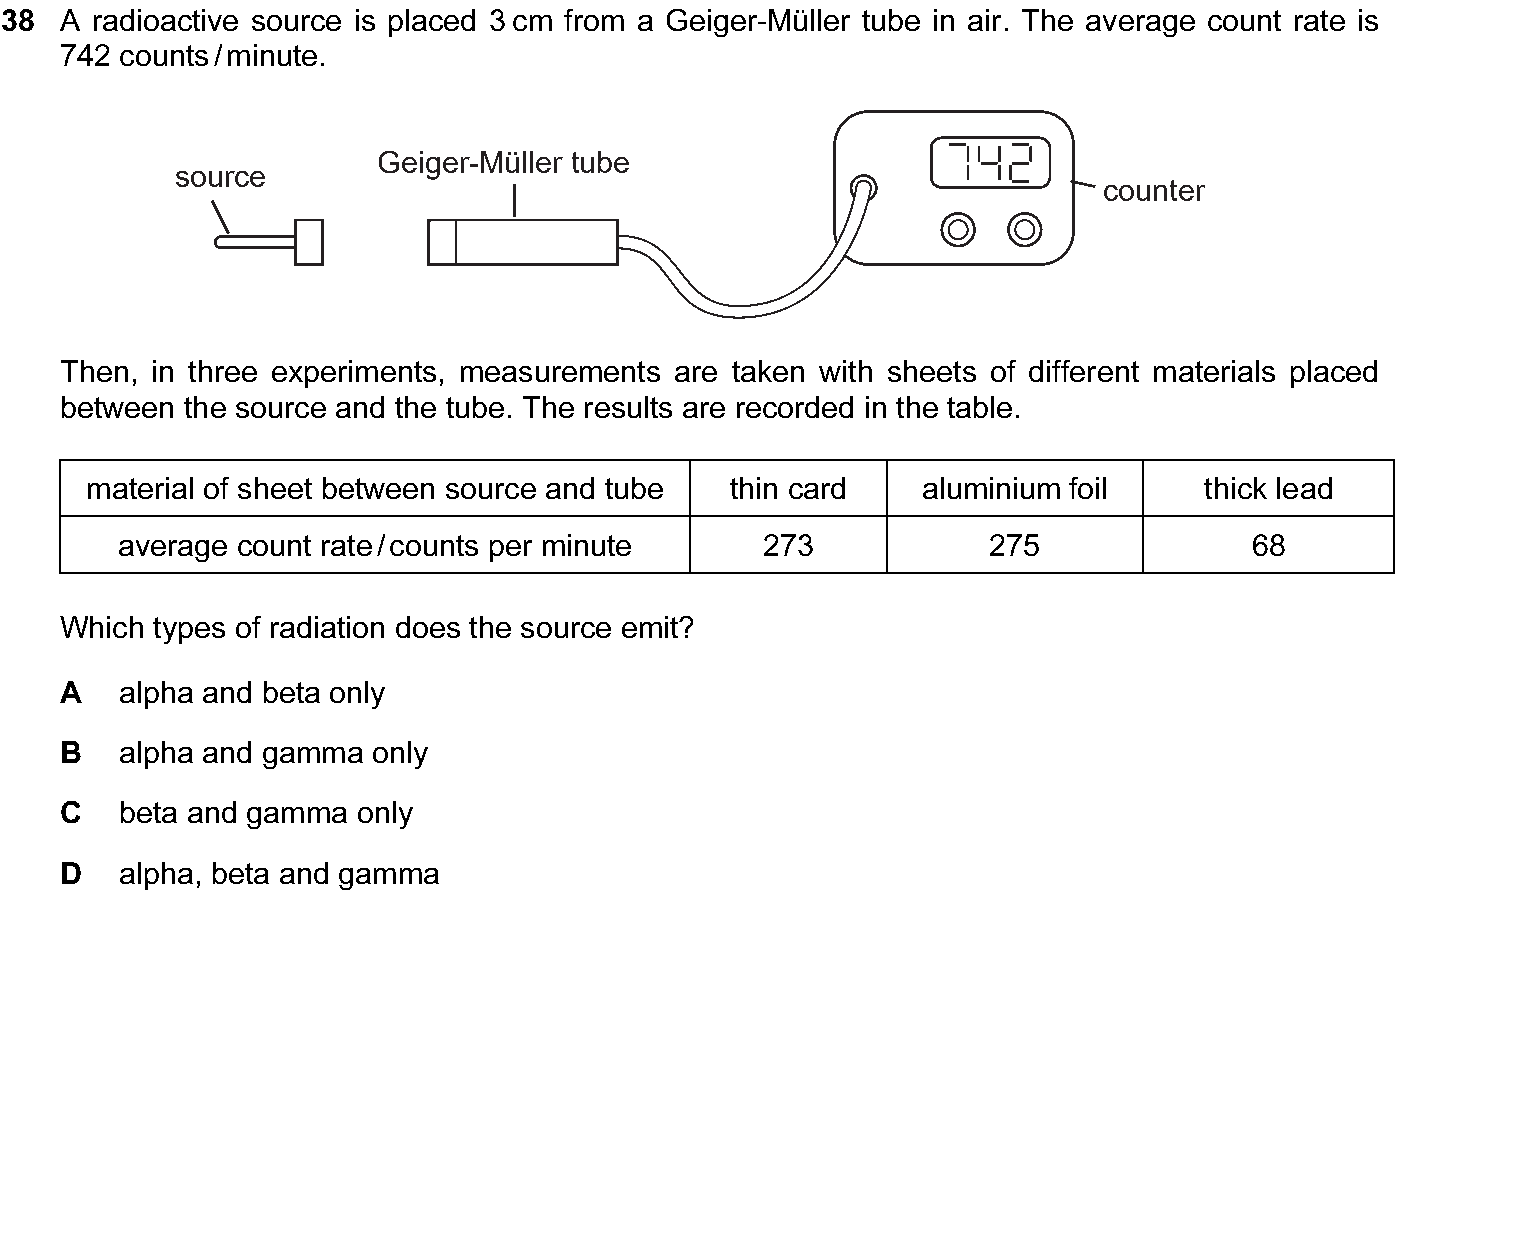 38 A radioactive source is placed 3 cm from a Geiger-Müller tube in air. The average count rate is
742 counts / minute.
source
Geiger-Müller tube
742
counter
Then, in three experiments, measurements are taken with sheets of different materials placed
between the source and the tube. The results are recorded in the table.
material of sheet between source and tube thin card aluminium foil thick lead
average count rate / counts per minute 273 275 68
Which types of radiation does the source emit?
A alpha and beta only
B alpha and gamma only
C beta and gamma only
D alpha, beta and gamma